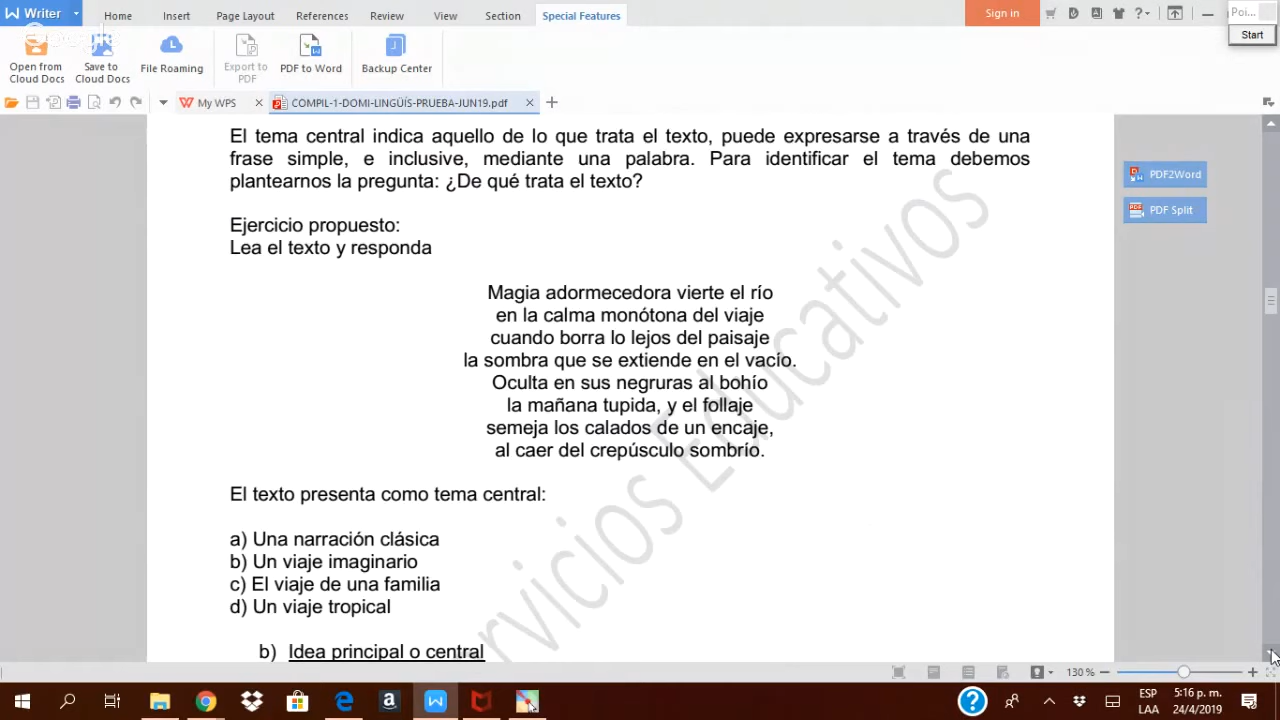 Writer
Home Insert Page Layout References Review View Section Special Features
Sign in
Poi...
Start
Open from Cloud Docs
Save to Cloud Docs
File Roaming
Export to PDF
PDF to Word
Backup Center
My WPS
COMPIL-1-DOMI-LINGÜÍS-PRUEBA-JUN19.pdf
El tema central indica aquello de lo que trata el texto, puede expresarse a través de una
frase simple, e inclusive, mediante una palabra. Para identificar el tema debemos
plantearnos la pregunta: ¿De qué trata el texto?
PDF2Word
PDF Split
Ejercicio propuesto:
Lea el texto y responda
Magia adormecedora vierte el río
en la calma monótona del viaje
cuando borra lo lejos del paisaje
la sombra que se extiende en el vacío.
Oculta en sus negruras al bohío
la mañana tupida, y el follaje
semeja los calados de un encaje,
al caer del crepúsculo sombrío.
El texto presenta como tema central:
a) Una narración clásica
b) Un viaje imaginario
c) El viaje de una familia
d) Un viaje tropical
b) Idea principal o central
rvicios Educativos
130 %
ESP
LAA
5:16 p. m.
24/4/2019